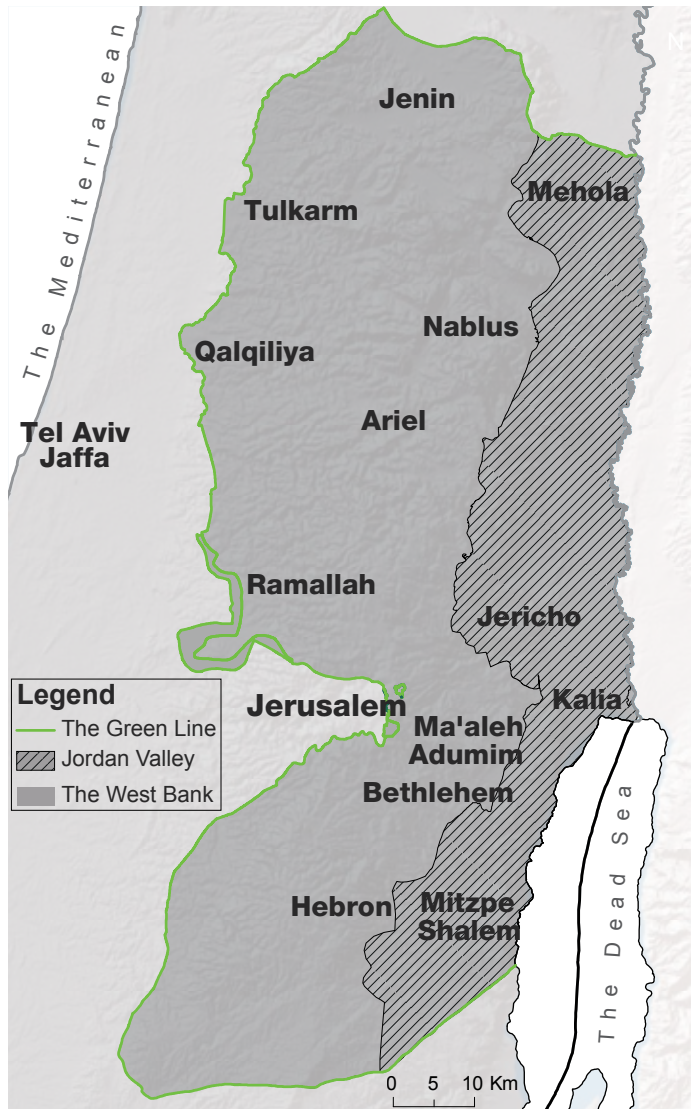 N
Jenin
Mehola
The Mediterranean
Tulkarm
Nablus
Qalqiliya
Ariel
Tel Aviv
Jaffa
Ramallah
Jericho
Legend
The Green Line
Jordan Valley
The West Bank
Jerusalem
Kalia
Ma'aleh
Adumim
Bethlehem
Hebron
Mitzpe
Shalem
The Dead Sea
0 5 10 Km